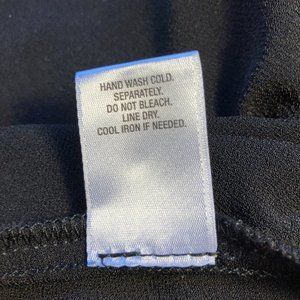 HAND WASH COLD.
SEPARATELY.
DO NOT BLEACH.
LINE DRY.
COOL IRON IF NEEDED.